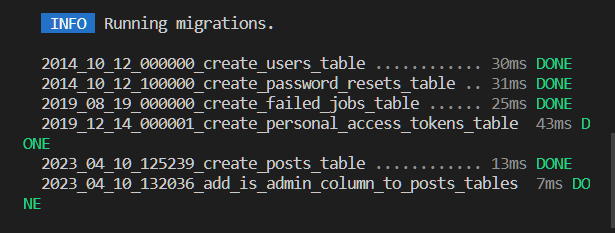 INFO Running migrations.
2014_10_12_000000_create_users_table ............ 30ms DONE
2014_10_12_100000_create_password_resets_table .. 31ms DONE
2019_08_19_000000_create_failed_jobs_table ...... 25ms DONE
2019_12_14_000001_create_personal_access_tokens_table 43ms D
ONE
2023_04_10_125239_create_posts_table ............ 13ms DONE
2023_04_10_132036_add_is_admin_column_to_posts_tables 7ms DO
NE